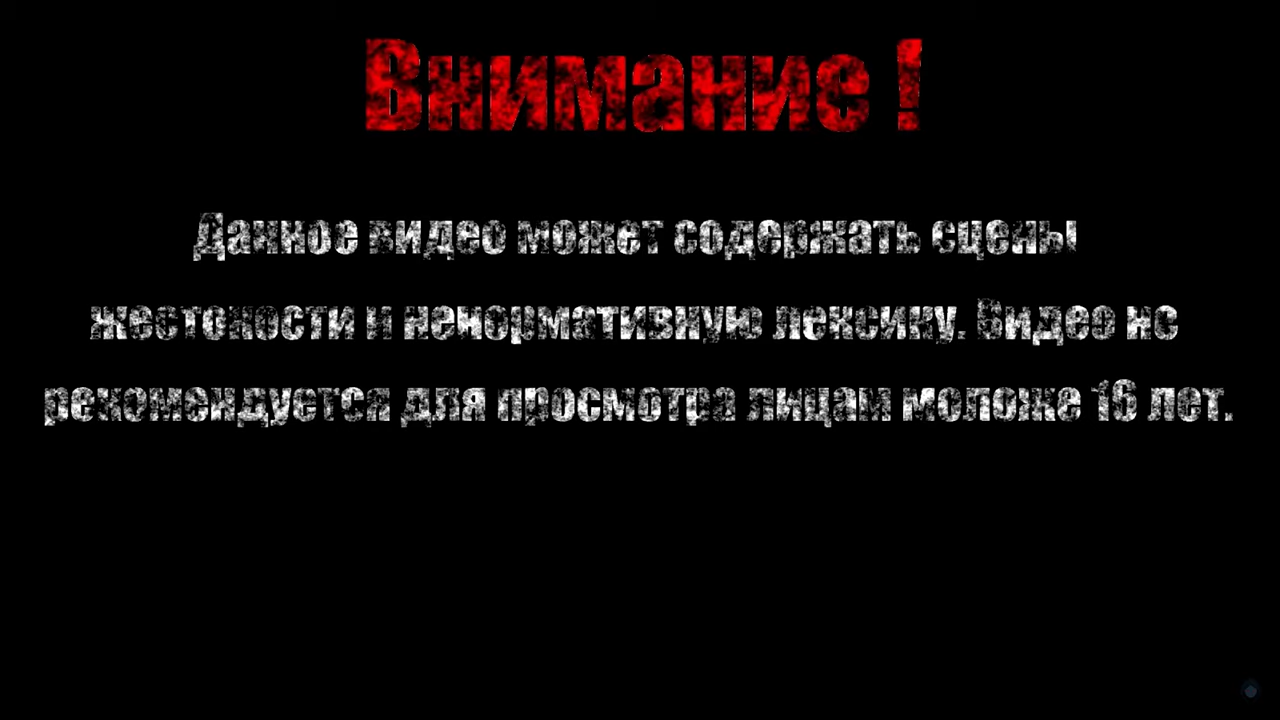 Внимание !
Данное видео может содержать сцены
жестокости и ненормативную лексику. Видео не
рекомендуется для просмотра лицам моложе 16 лет.